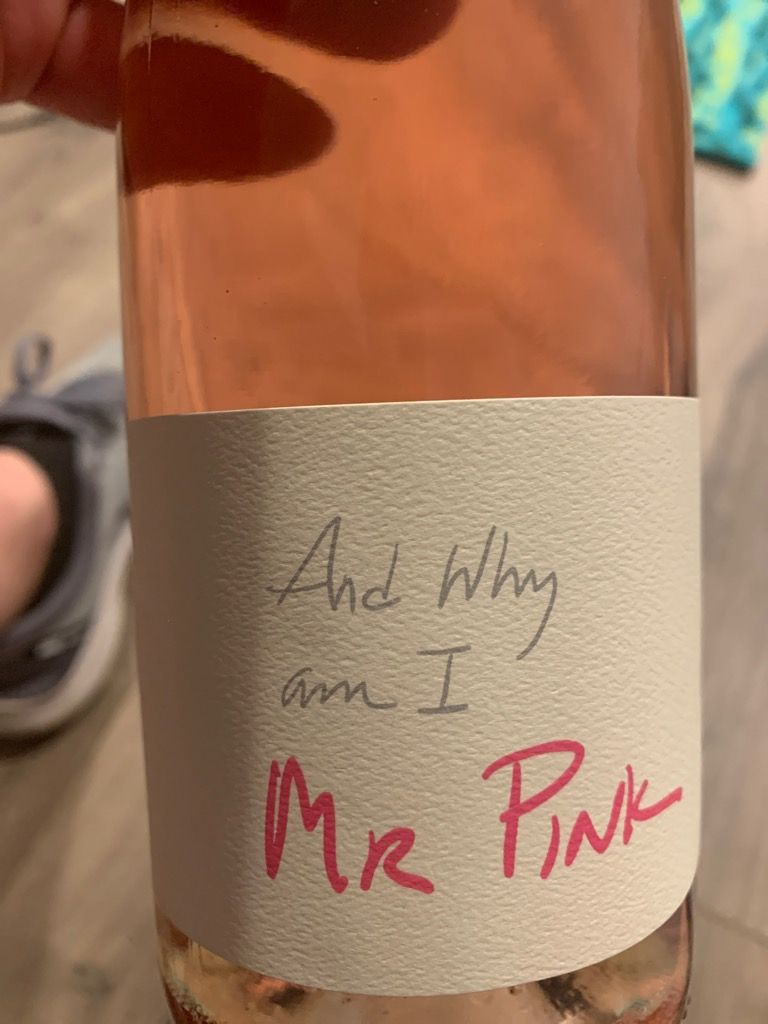 And Why
am I
Mr Pink